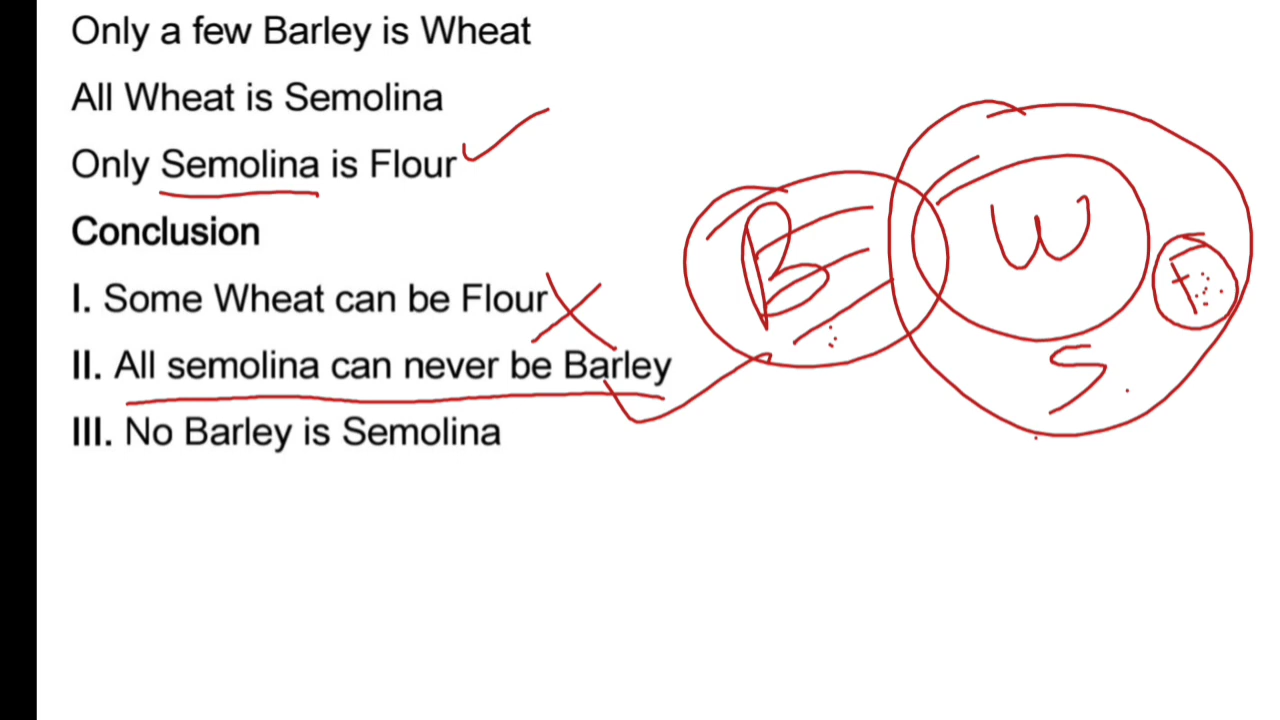 Only a few Barley is Wheat
All Wheat is Semolina
Only Semolina is Flour
Conclusion
I. Some Wheat can be Flour
II. All semolina can never be Barley
III. No Barley is Semolina
B
W
F
S